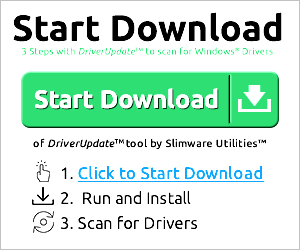 Start Download
3 Steps with DriverUpdate™ to scan for Windows® Drivers
Start Download
of DriverUpdate™ tool by Slimware Utilities™
1. Click to Start Download
2. Run and Install
3. Scan for Drivers